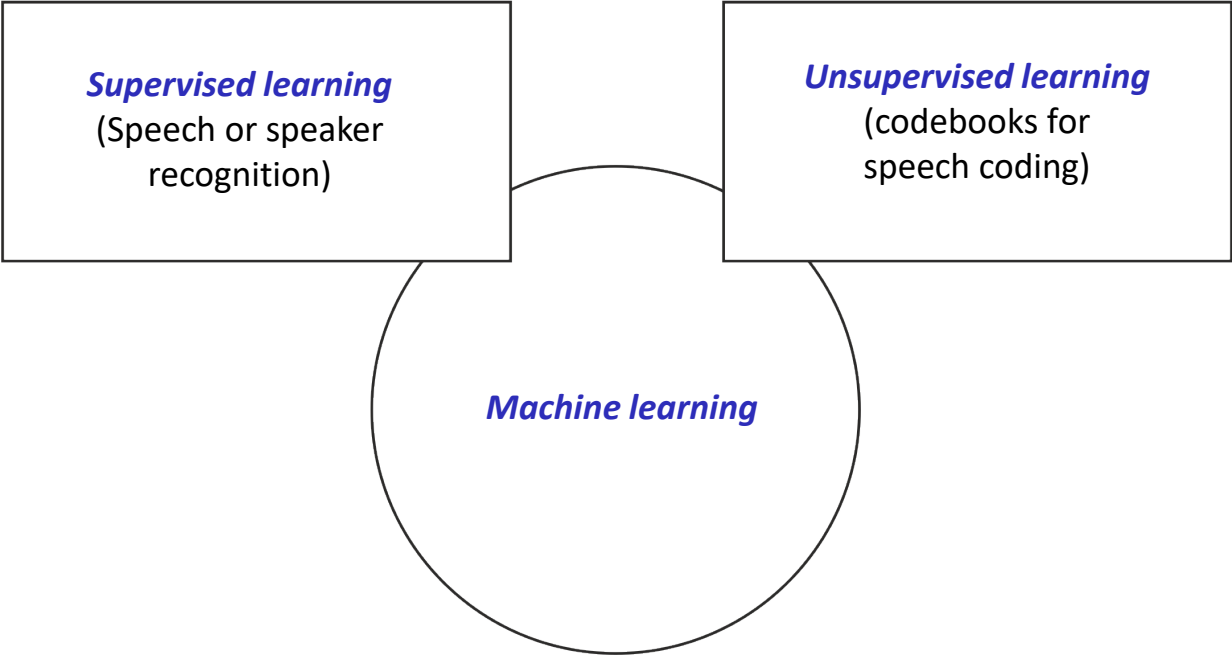 Supervised learning
(Speech or speaker
recognition)
Unsupervised learning
(codebooks for
speech coding)
Machine learning